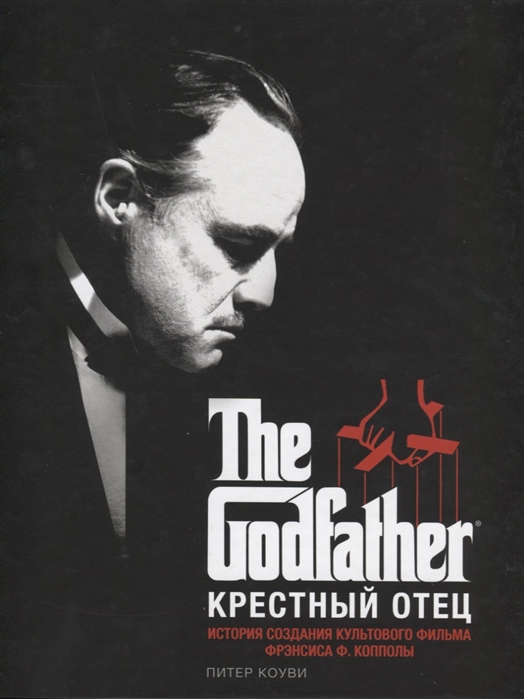 The
Godfather®
КРЕСТНЫЙ ОТЕЦ
ИСТОРИЯ СОЗДАНИЯ КУЛЬТОВОГО ФИЛЬМА
ФРЭНСИСА Ф. КОППОЛЫ
ПИТЕР КОУВИ